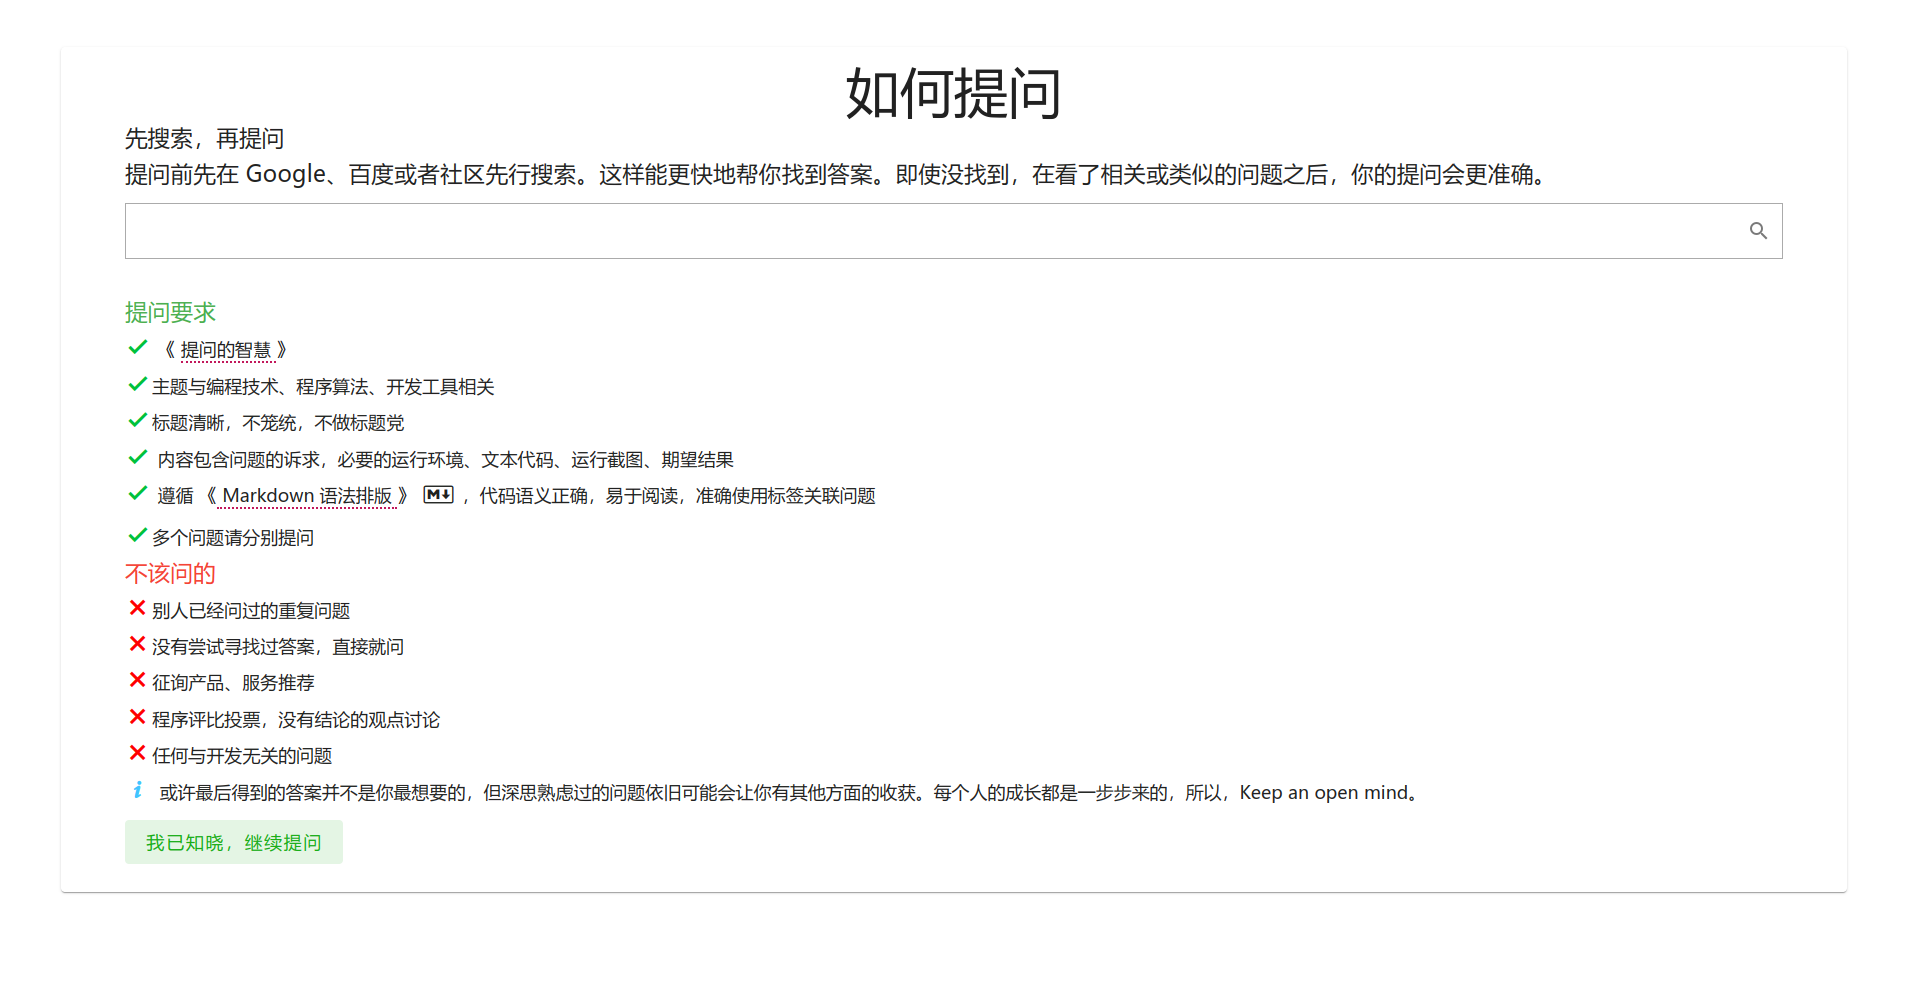 如何提问
先搜索，再提问
提问前先在 Google、百度或者社区先行搜索。这样能更快地帮你找到答案。即使没找到，在看了相关或类似的问题之后，你的提问会更准确。
提问要求
《 提问的智慧 》
主题与编程技术、程序算法、开发工具相关
标题清晰，不笼统，不做标题党
内容包含问题的诉求，必要的运行环境、文本代码、运行截图、期望结果
遵循 《 Markdown 语法排版 》 M ，代码语义正确，易于阅读，准确使用标签关联问题
多个问题请分别提问
不该问的
别人已经问过的重复问题
没有尝试寻找过答案，直接就问
征询产品、服务推荐
程序评比投票，没有结论的观点讨论
任何与开发无关的问题
i 或许最后得到的答案并不是你最想要的，但深思熟虑过的问题依旧可能会让你有其他方面的收获。每个人的成长都是一步步来的，所以，Keep an open mind。
我已知晓，继续提问